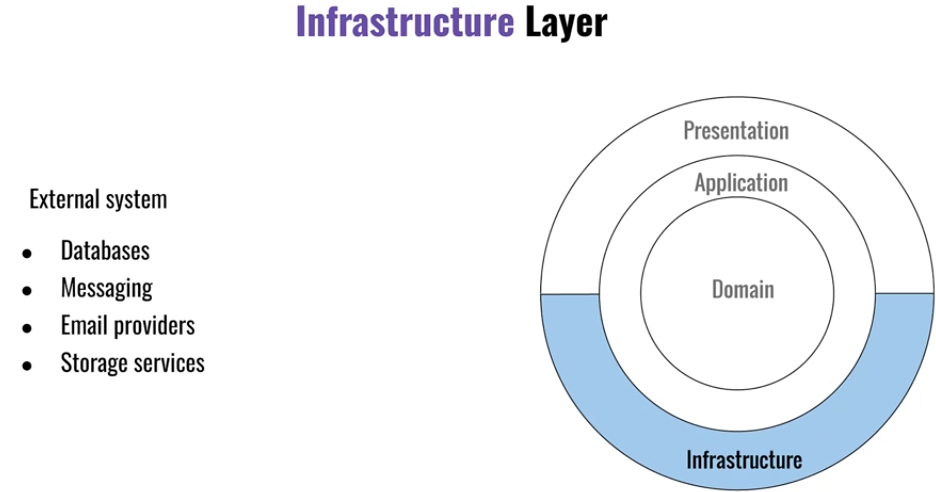 Infrastructure Layer
External system
Databases
Messaging
Email providers
Storage services
Presentation
Application
Domain
Infrastructure